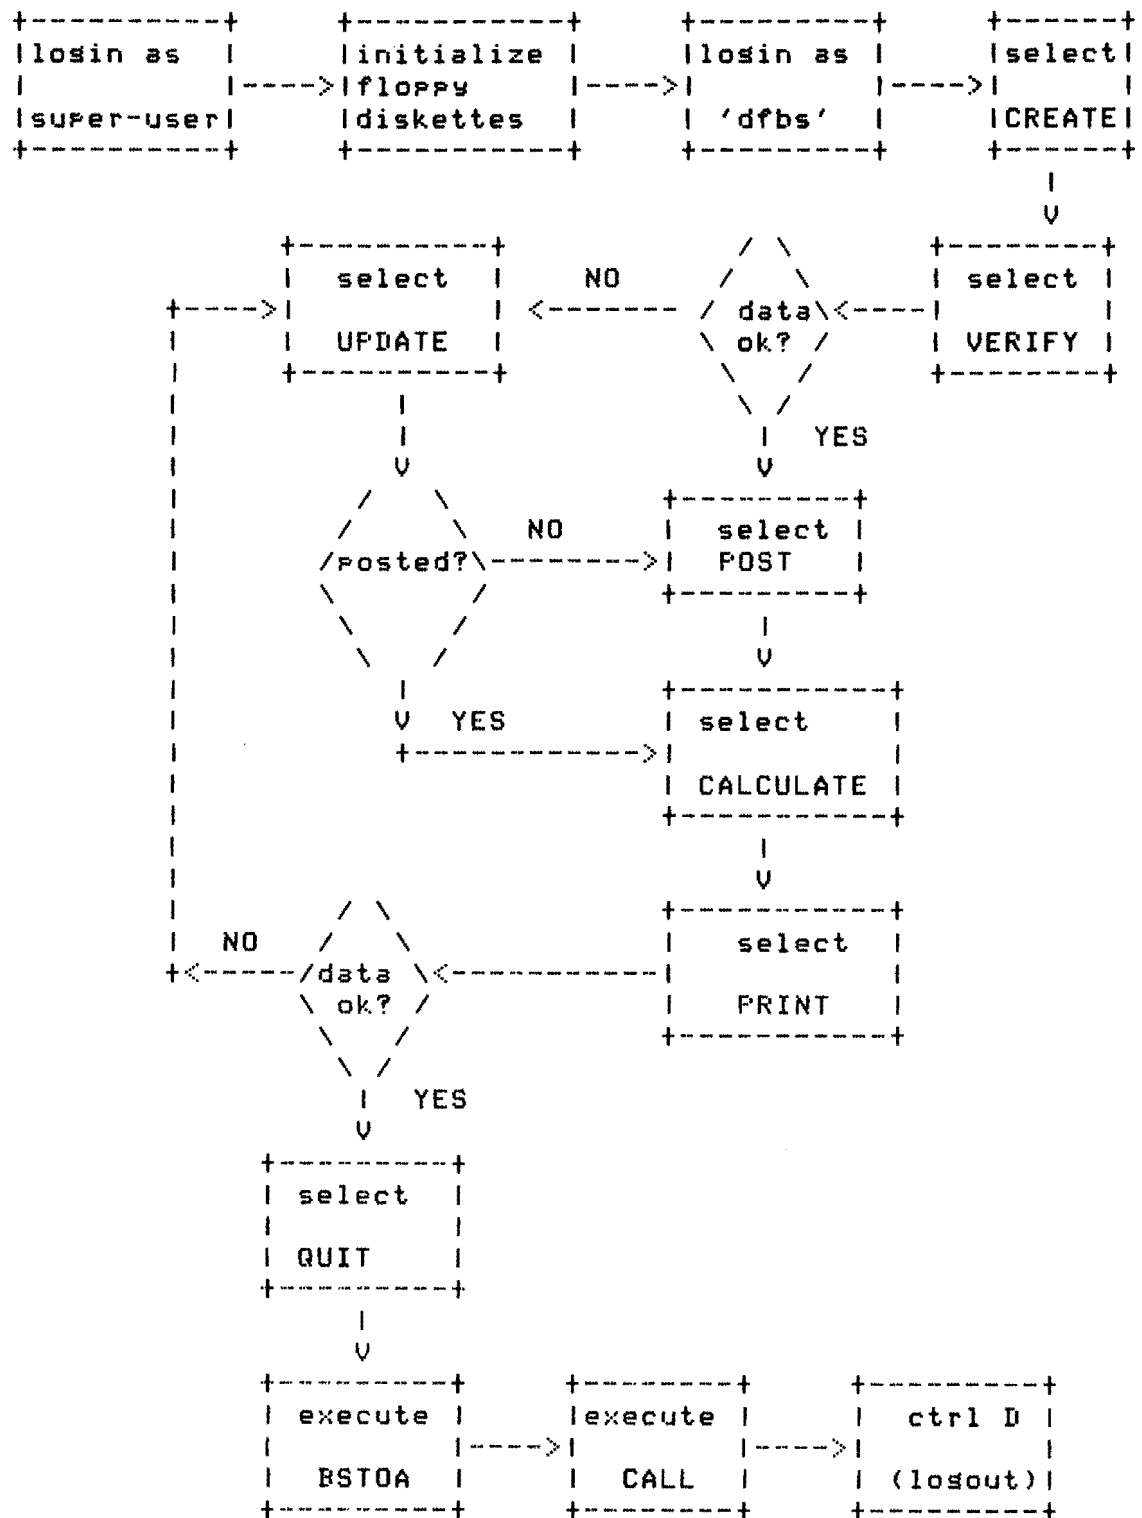 login as
super-user
initialize
floppy
diskettes
login as
'dfbs'
select
CREATE
select
UPDATE
NO
data
ok?
select
VERIFY
YES
posted?
NO
select
POST
YES
select
CALCULATE
NO
data
ok?
select
PRINT
YES
select
QUIT
execute
BSTOA
execute
CALL
ctrl D
(logout)